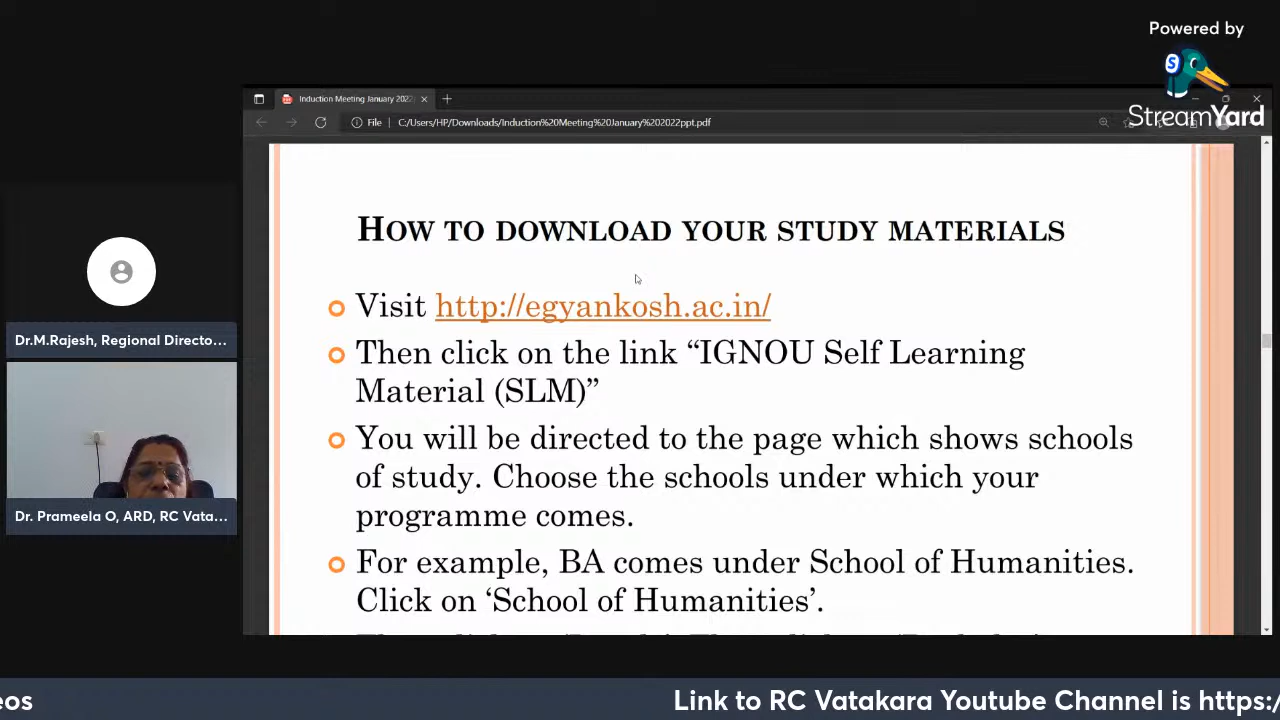 Powered by
S
StreamYard
Induction Meeting January 2022
File
C:/Users/HP/Downloads/Induction%20Meeting%20January%202022ppt.pdf
HOW TO DOWNLOAD YOUR STUDY MATERIALS
Visit http://egyankosh.ac.in/
Then click on the link “IGNOU Self Learning
Material (SLM)”
You will be directed to the page which shows schools
of study. Choose the schools under which your
programme comes.
For example, BA comes under School of Humanities.
Click on ‘School of Humanities’.
Dr.M.Rajesh, Regional Directo...
Dr. Prameela O, ARD, RC Vata...
eos
Link to RC Vatakara Youtube Channel is https:/